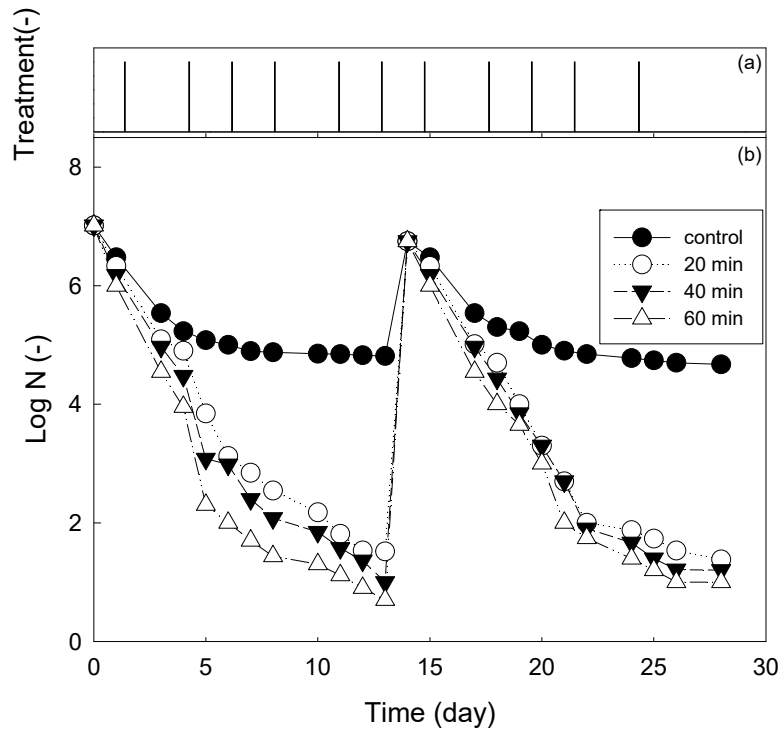 Treatment(-)
(a)
(b)
8
6
4
2
0
Log N (-)
control
20 min
40 min
60 min
0 5 10 15 20 25 30
Time (day)